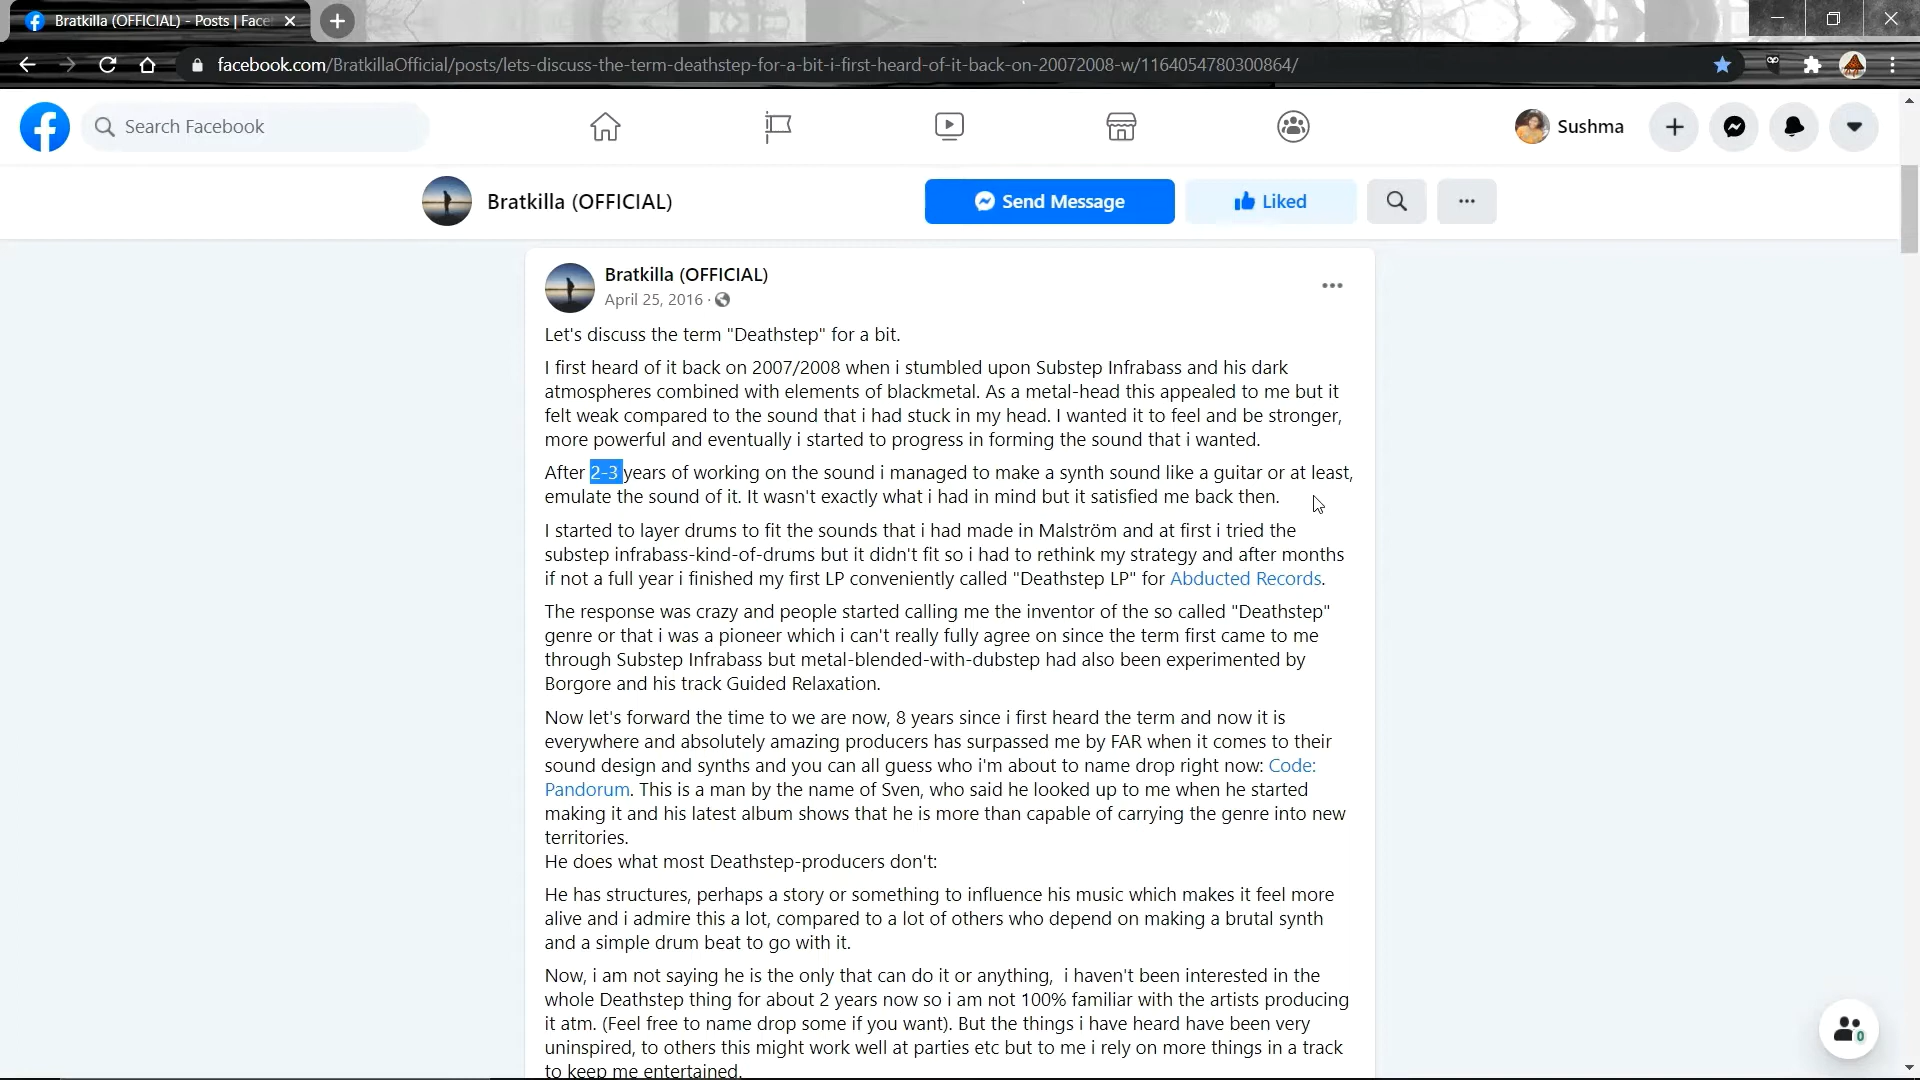 Bratkilla (OFFICIAL) - Posts | Face
facebook.com/BratkillaOfficial/posts/lets-discuss-the-term-deathstep-for-a-bit-i-first-heard-of-it-back-on-20072008-w/1164054780300864/
Search Facebook
Sushma
Bratkilla (OFFICIAL)
Send Message
Liked
Bratkilla (OFFICIAL)
April 25, 2016 ·
Let's discuss the term "Deathstep" for a bit.
I first heard of it back on 2007/2008 when i stumbled upon Substep Infrabass and his dark
atmospheres combined with elements of blackmetal. As a metal-head this appealed to me but it
felt weak compared to the sound that i had stuck in my head. I wanted it to feel and be stronger,
more powerful and eventually i started to progress in forming the sound that i wanted.
After 2-3 years of working on the sound i managed to make a synth sound like a guitar or at least,
emulate the sound of it. It wasn't exactly what i had in mind but it satisfied me back then.
I started to layer drums to fit the sounds that i had made in Malström and at first i tried the
substep infrabass-kind-of-drums but it didn't fit so i had to rethink my strategy and after months
if not a full year i finished my first LP conveniently called "Deathstep LP" for Abducted Records.
The response was crazy and people started calling me the inventor of the so called "Deathstep"
genre or that i was a pioneer which i can't really fully agree on since the term first came to me
through Substep Infrabass but metal-blended-with-dubstep had also been experimented by
Borgore and his track Guided Relaxation.
Now let's forward the time to we are now, 8 years since i first heard the term and now it is
everywhere and absolutely amazing producers has surpassed me by FAR when it comes to their
sound design and synths and you can all guess who i'm about to name drop right now: Code:
Pandorum. This is a man by the name of Sven, who said he looked up to me when he started
making it and his latest album shows that he is more than capable of carrying the genre into new
territories.
He does what most Deathstep-producers don't:
He has structures, perhaps a story or something to influence his music which makes it feel more
alive and i admire this a lot, compared to a lot of others who depend on making a brutal synth
and a simple drum beat to go with it.
Now, i am not saying he is the only that can do it or anything,  i haven't been interested in the
whole Deathstep thing for about 2 years now so i am not 100% familiar with the artists producing
it atm. (Feel free to name drop some if you want). But the things i have heard have been very
uninspired, to others this might work well at parties etc but to me i rely on more things in a track
to keep me entertained.
0